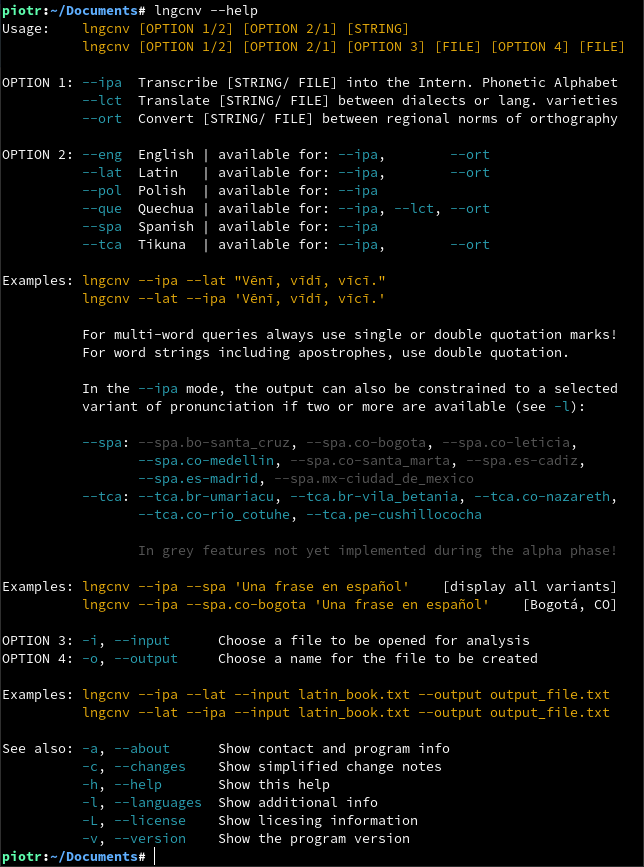 piotr:~/Documents# lngcnv --help
Usage:    lngcnv [OPTION 1/2] [OPTION 2/1] [STRING]
          lngcnv [OPTION 1/2] [OPTION 2/1] [OPTION 3] [FILE] [OPTION 4] [FILE]

OPTION 1: --ipa  Transcribe [STRING/ FILE] into the Intern. Phonetic Alphabet
          --lct  Translate [STRING/ FILE] between dialects or lang. varieties
          --ort  Convert [STRING/ FILE] between regional norms of orthography

OPTION 2: --eng  English | available for: --ipa,        --ort
          --lat  Latin   | available for: --ipa,        --ort
          --pol  Polish  | available for: --ipa
          --que  Quechua | available for: --ipa, --lct, --ort
          --spa  Spanish | available for: --ipa
          --tca  Tikuna  | available for: --ipa,        --ort

Examples: lngcnv --ipa --lat "Vēnī, vīdī, vīcī."
          lngcnv --lat --ipa 'Vēnī, vīdī, vīcī.'

          For multi-word queries always use single or double quotation marks!
          For word strings including apostrophes, use double quotation.

          In the --ipa mode, the output can also be constrained to a selected
          variant of pronunciation if two or more are available (see -l):

          --spa: --spa.bo-santa_cruz, --spa.co-bogota, --spa.co-leticia,
                 --spa.co-medellin, --spa.co-santa_marta, --spa.es-cadiz,
                 --spa.es-madrid, --spa.mx-ciudad_de_mexico
          --tca: --tca.br-umariacu, --tca.br-vila_betania, --tca.co-nazareth,
                 --tca.co-rio_cotuhe, --tca.pe-cushillococha

                 In grey features not yet implemented during the alpha phase!

Examples: lngcnv --ipa --spa 'Una frase en español'    [display all variants]
          lngcnv --ipa --spa.co-bogota 'Una frase en español'    [Bogotá, CO]

OPTION 3: -i, --input      Choose a file to be opened for analysis
OPTION 4: -o, --output     Choose a name for the file to be created

Examples: lngcnv --ipa --lat --input latin_book.txt --output output_file.txt
          lngcnv --lat --ipa --input latin_book.txt --output output_file.txt

See also: -a, --about      Show contact and program info
          -c, --changes    Show simplified change notes
          -h, --help       Show this help
          -l, --languages  Show additional info
          -L, --license    Show licesing information
          -v, --version    Show the program version
piotr:~/Documents#